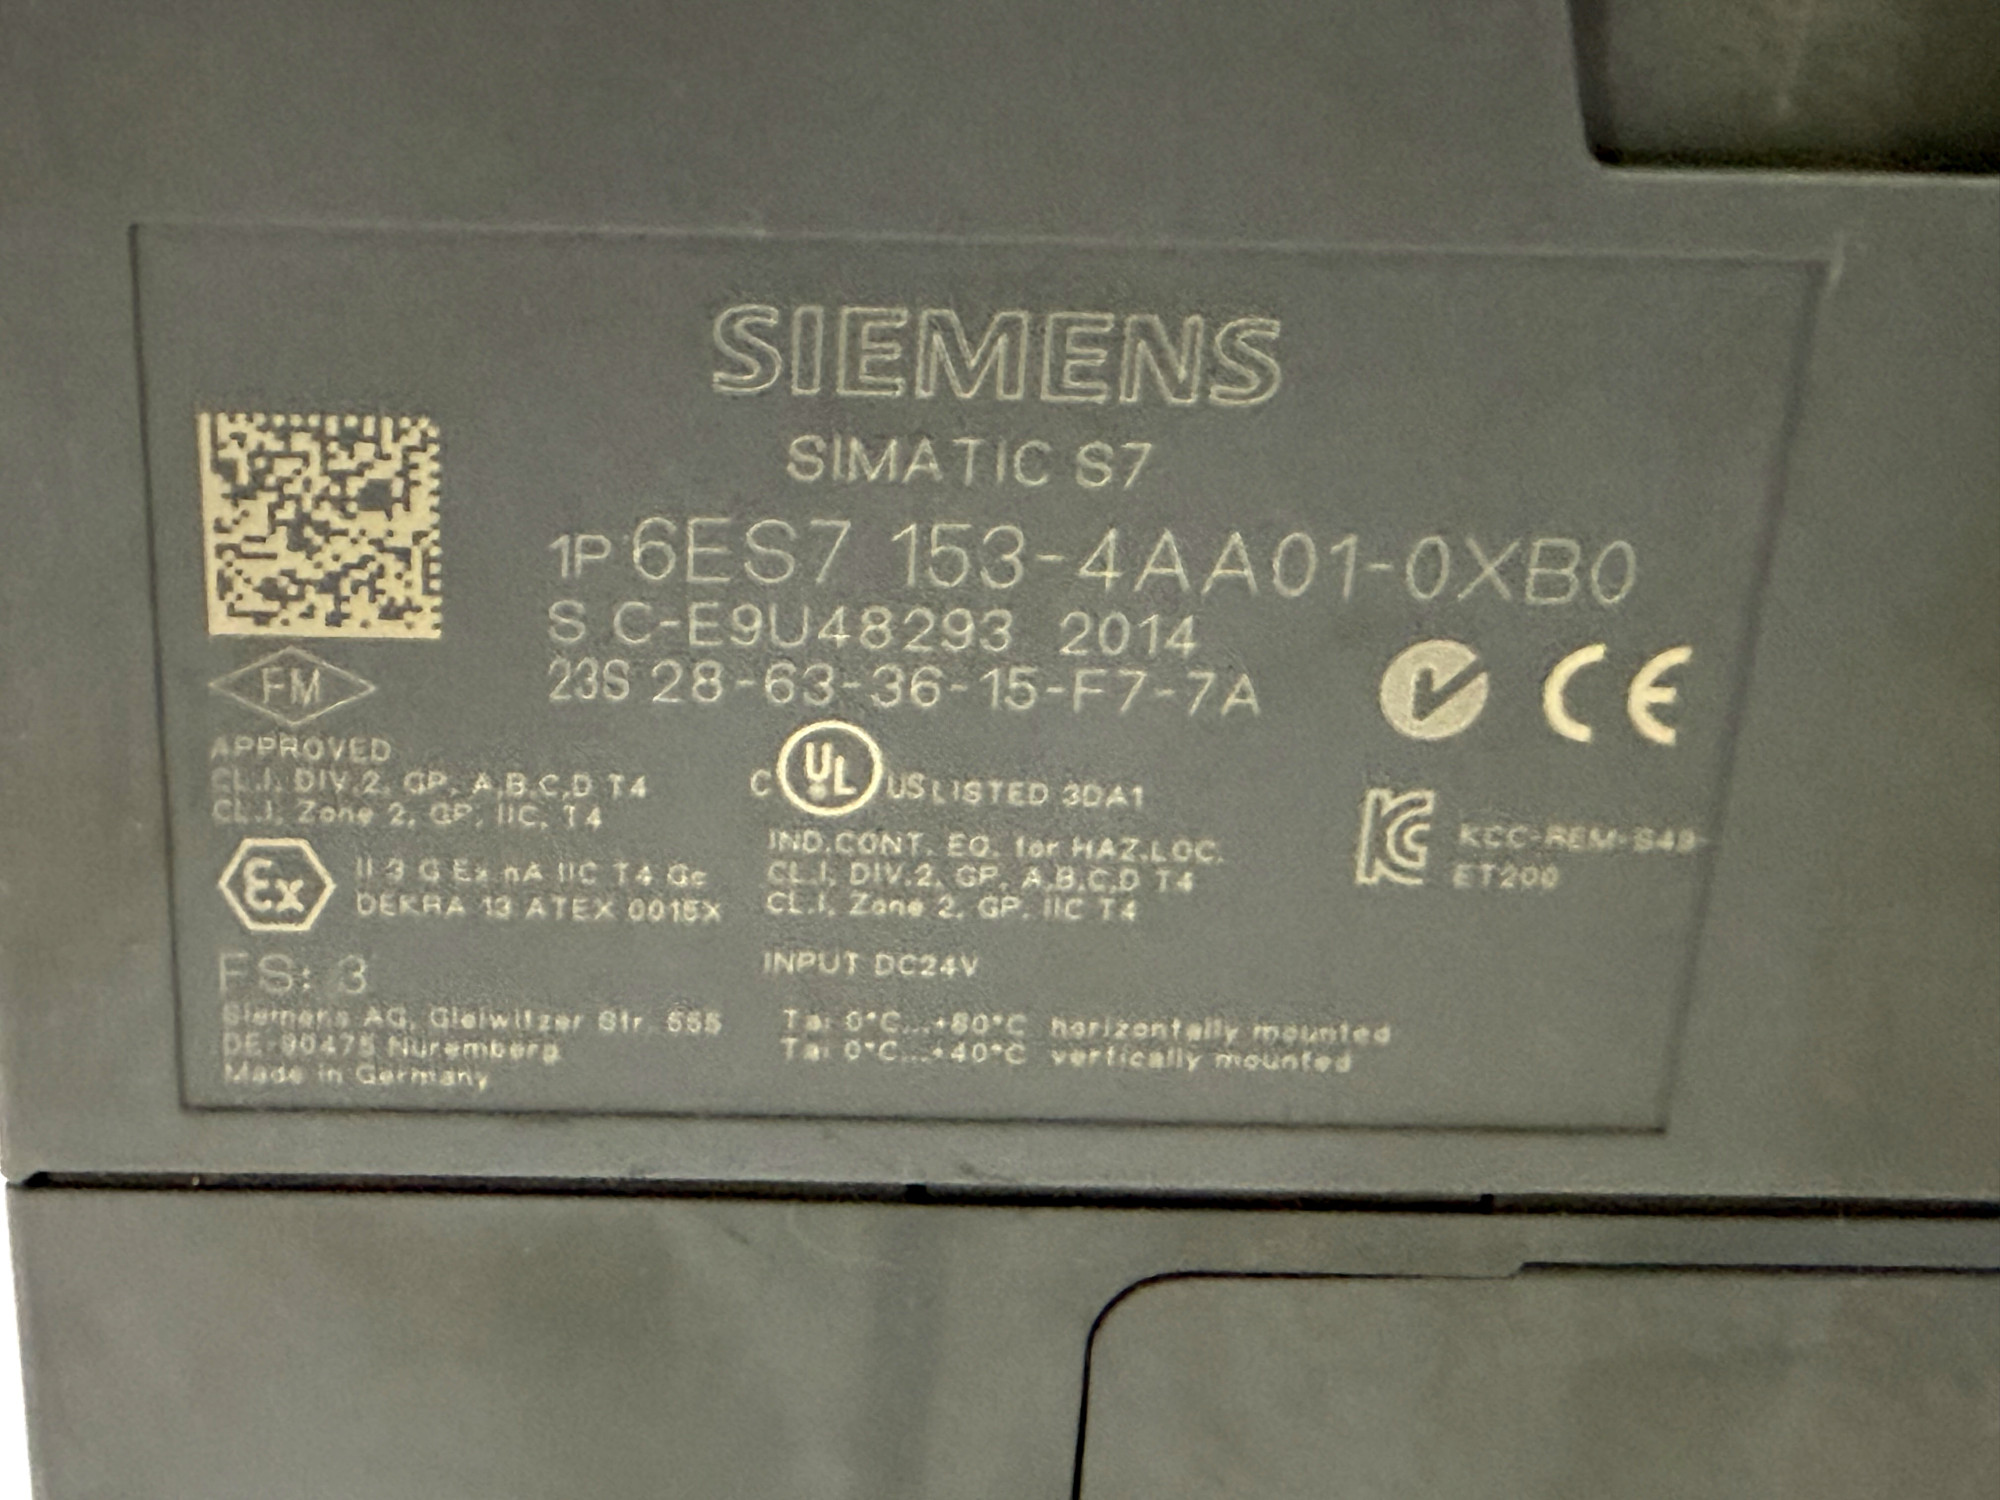 SIEMENS
SIMATIC S7
1P 6ES7 153-4AA01-0XB0
S C-E9U48293 2014
23S 28-63-36-15-F7-7A
FM
APPROVED
CL.I, DIV.2, GP. A,B,C,D T4
CL.I, Zone 2, GP. IIC, T4
C UL US LISTED 3DA1
IND.CONT. EQ. for HAZ.LOC.
CL.I, DIV.2, GP. A,B,C,D T4
CL.I, Zone 2, GP. IIC T4
CE
KCC-REM-S49-
ET200
Ex
II 3 G Ex nA IIC T4 Gc
DEKRA 13 ATEX 0015X
FS: 3
INPUT DC24V
Siemens AG, Gleiwitzer Str. 555
DE-90475 Nuremberg
Made in Germany
Ta: 0°C...+60°C horizontally mounted
Ta: 0°C...+40°C vertically mounted